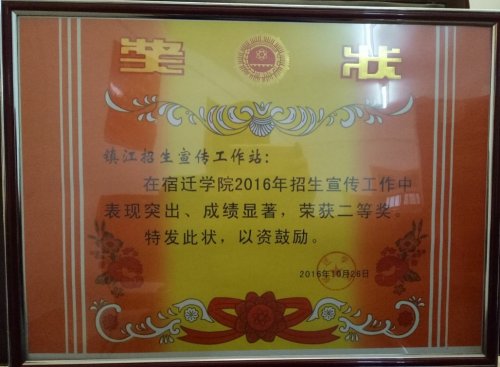 奖 状
镇江招生宣传工作站：
在宿迁学院2016年招生宣传工作中
表现突出、成绩显著，荣获二等奖。
特发此状，以资鼓励。
2016年10月26日